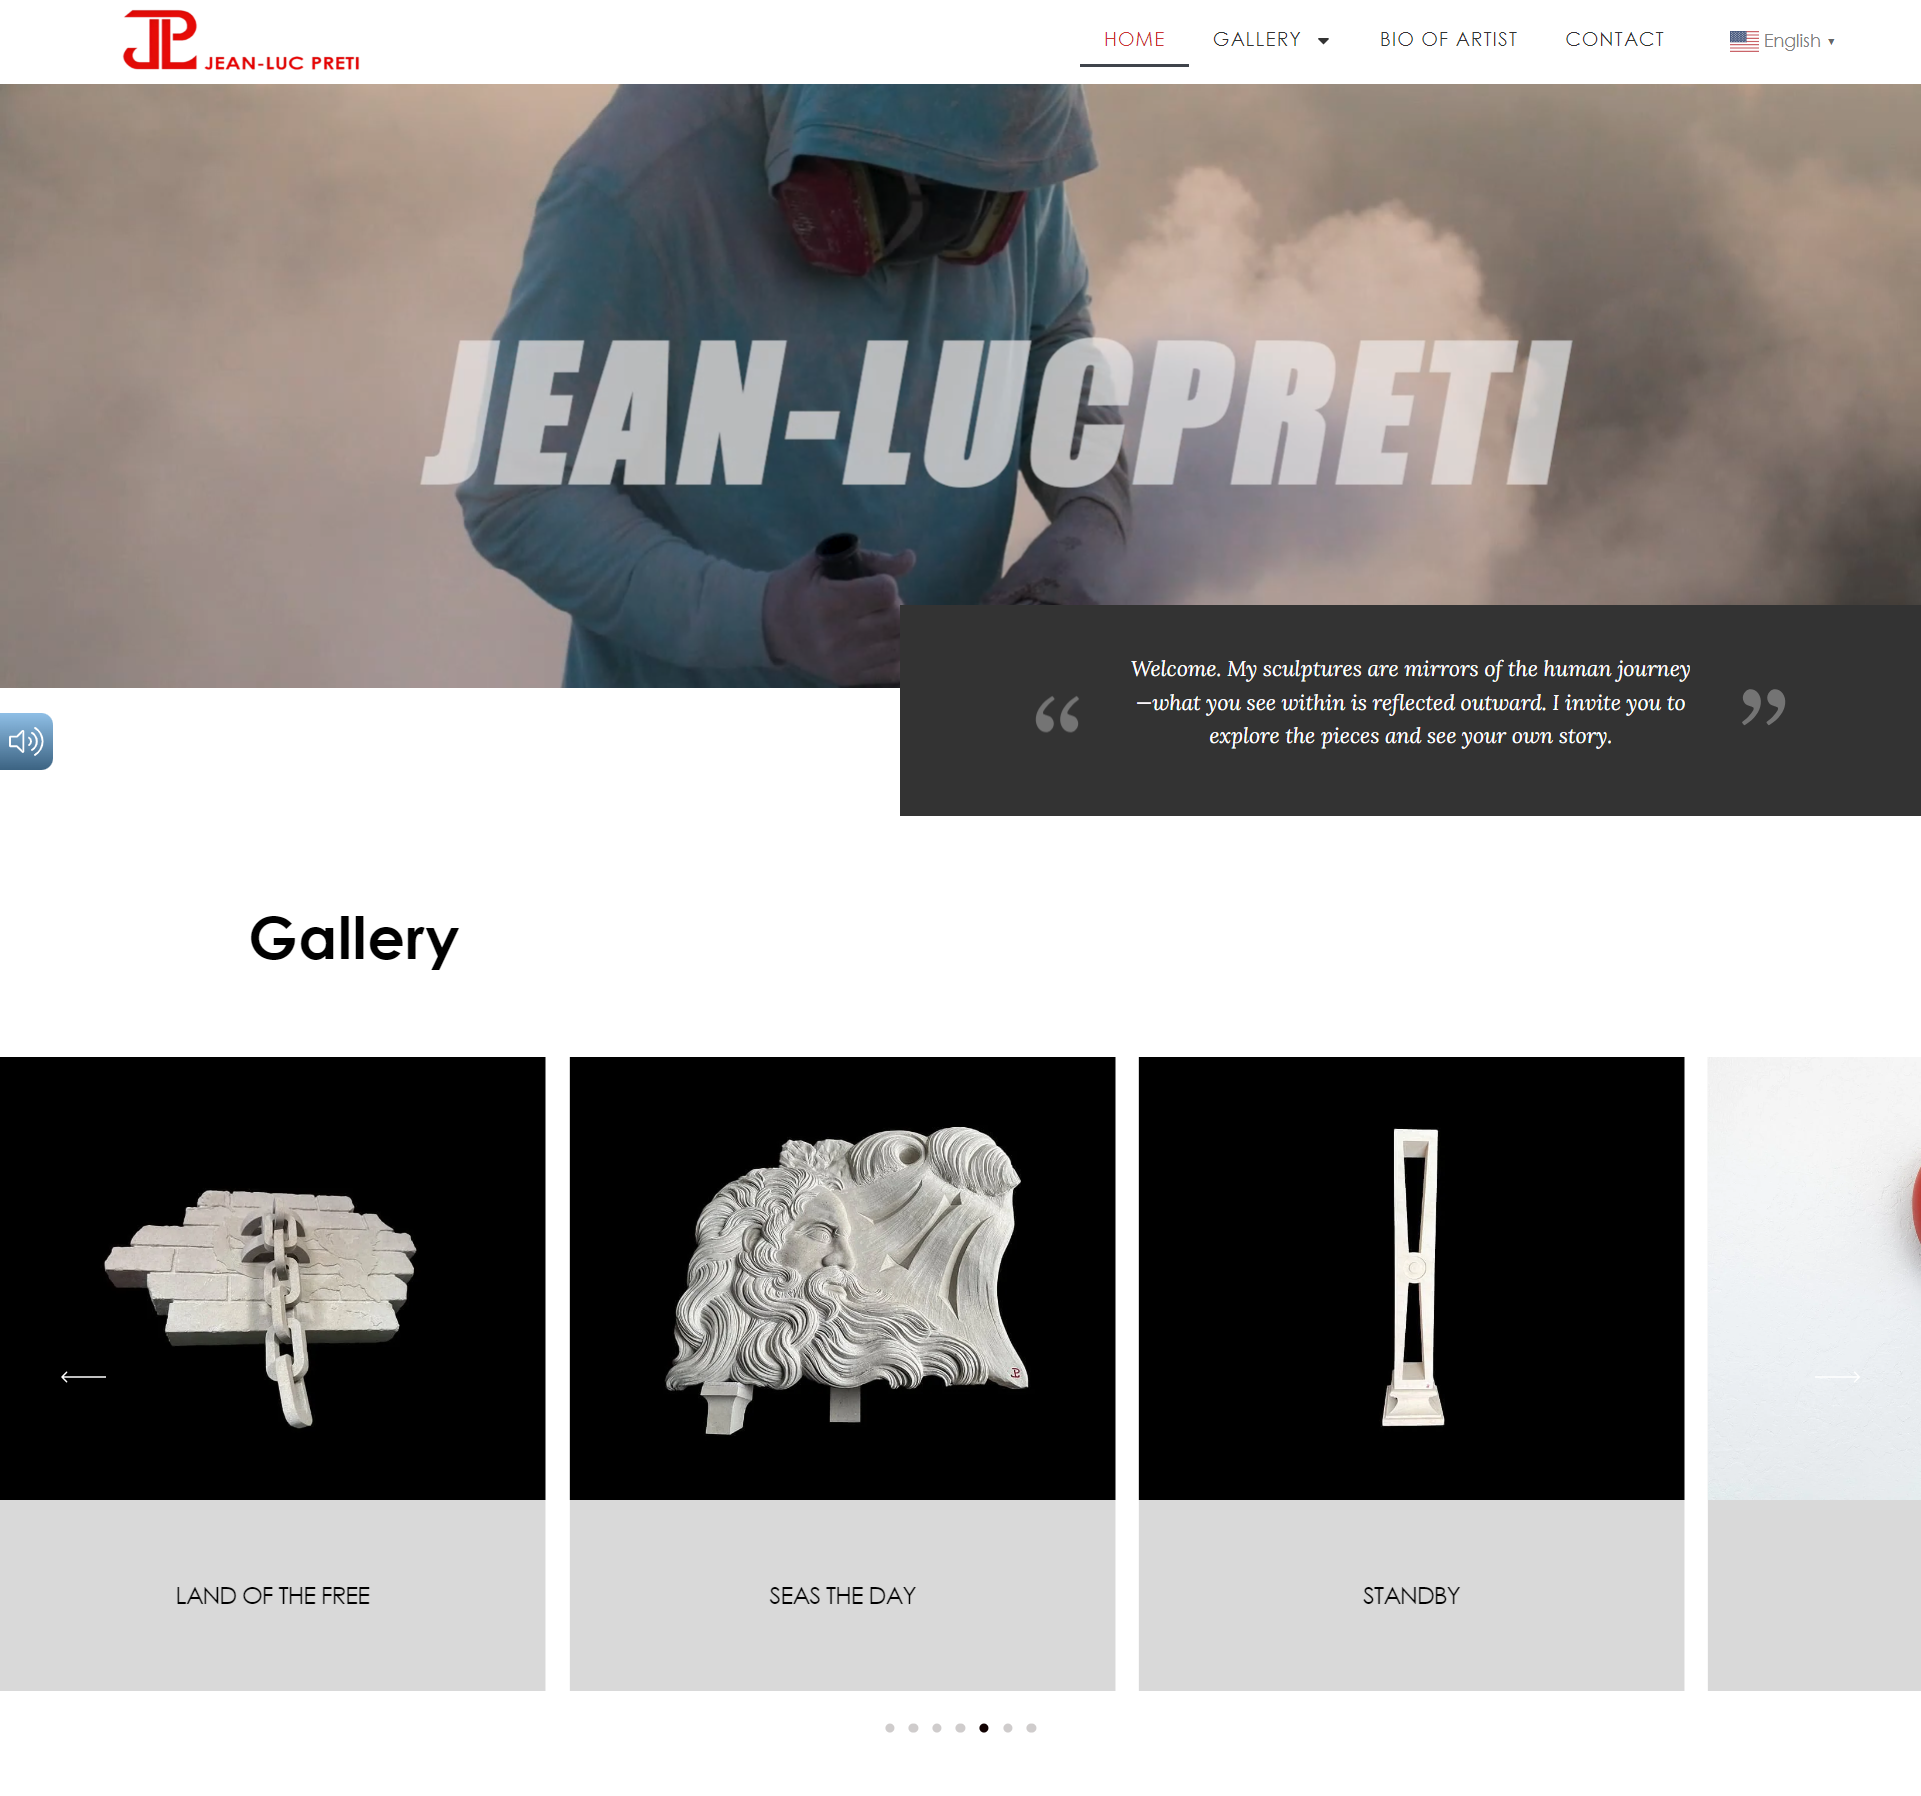 JEAN-LUC PRETI
HOME
GALLERY
BIO OF ARTIST
CONTACT
English
JEAN-LUCPRETI
“
Welcome. My sculptures are mirrors of the human journey
—what you see within is reflected outward. I invite you to
explore the pieces and see your own story.
”
Gallery
LAND OF THE FREE
SEAS THE DAY
STANDBY